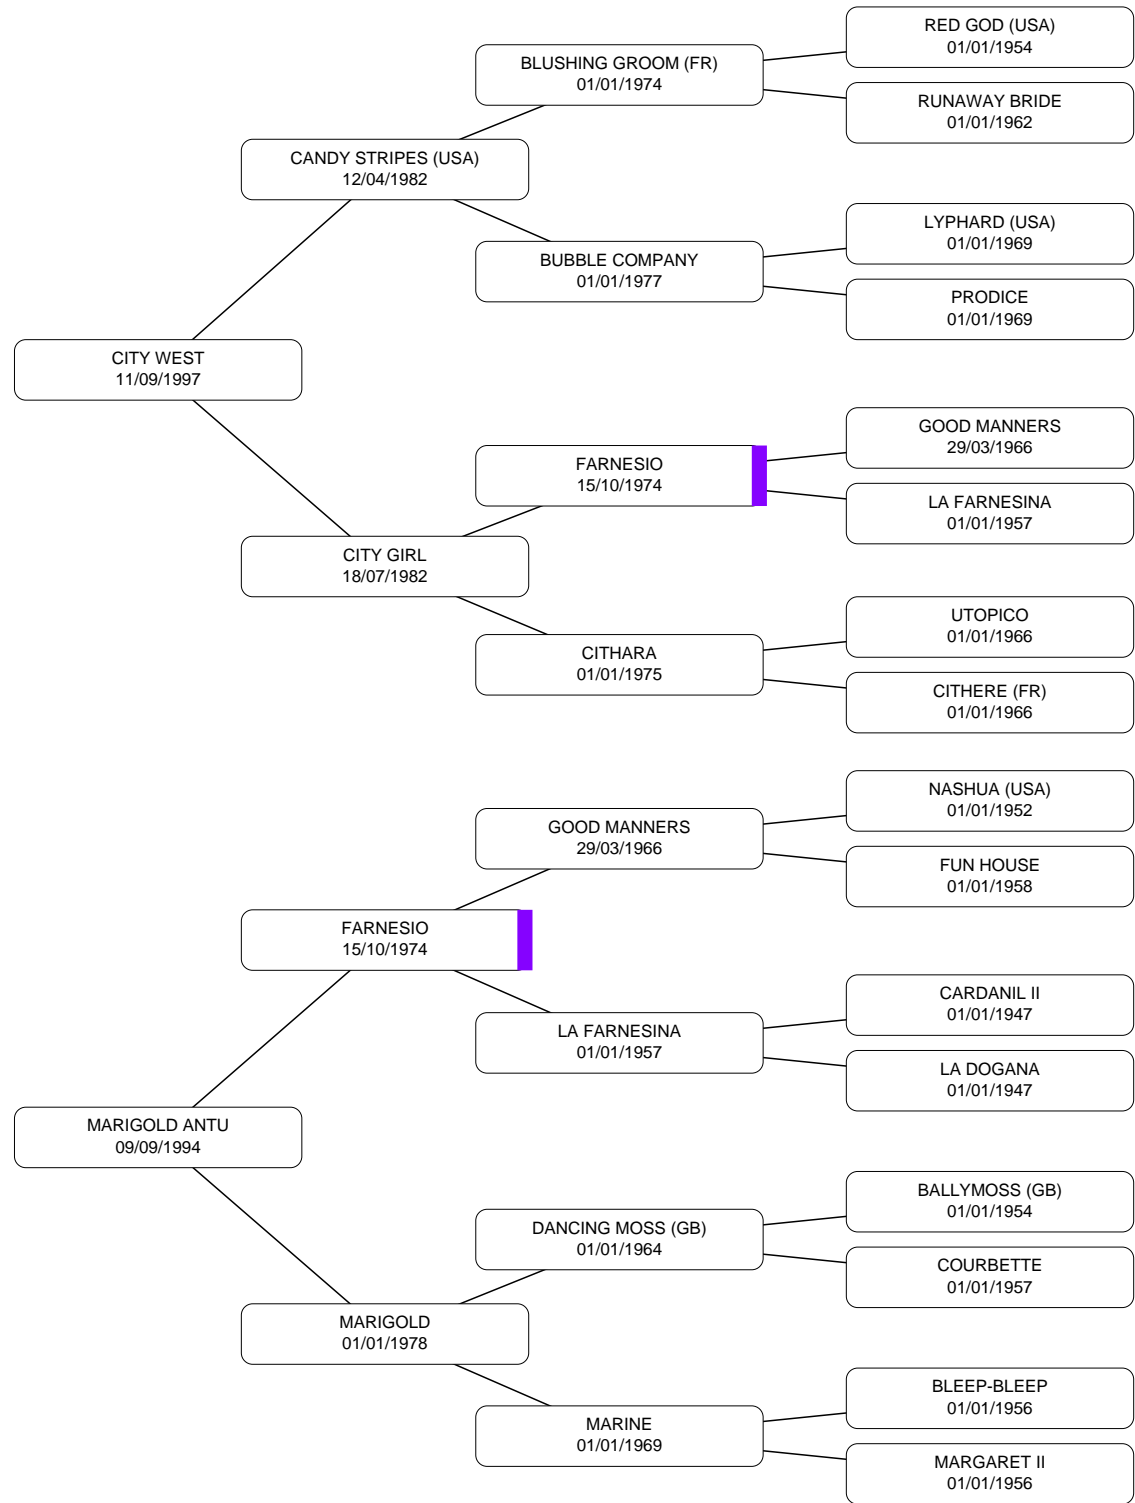 RED GOD (USA)
01/01/1954
BLUSHING GROOM (FR)
01/01/1974
RUNAWAY BRIDE
01/01/1962
CANDY STRIPES (USA)
12/04/1982
LYPHARD (USA)
01/01/1969
BUBBLE COMPANY
01/01/1977
PRODICE
01/01/1969
CITY WEST
11/09/1997
GOOD MANNERS
29/03/1966
FARNESIO
15/10/1974
LA FARNESINA
01/01/1957
CITY GIRL
18/07/1982
UTOPICO
01/01/1966
CITHARA
01/01/1975
CITHERE (FR)
01/01/1966
NASHUA (USA)
01/01/1952
GOOD MANNERS
29/03/1966
FUN HOUSE
01/01/1958
FARNESIO
15/10/1974
CARDANIL II
01/01/1947
LA FARNESINA
01/01/1957
LA DOGANA
01/01/1947
MARIGOLD ANTU
09/09/1994
BALLYMOSS (GB)
01/01/1954
DANCING MOSS (GB)
01/01/1964
COURBETTE
01/01/1957
MARIGOLD
01/01/1978
BLEEP-BLEEP
01/01/1956
MARINE
01/01/1969
MARGARET II
01/01/1956